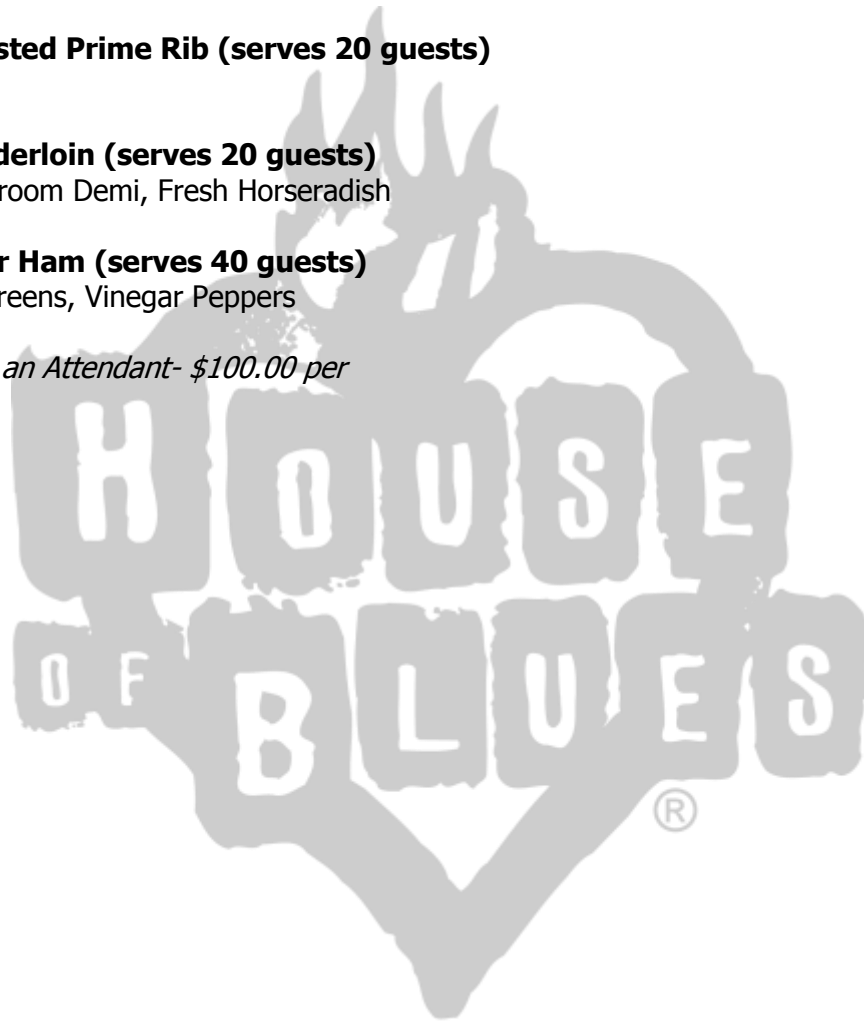 sted Prime Rib (serves 20 guests)
derloin (serves 20 guests)
room Demi, Fresh Horseradish
r Ham (serves 40 guests)
reens, Vinegar Peppers
an Attendant- $100.00 per
HOUSE
OF BLUES
®